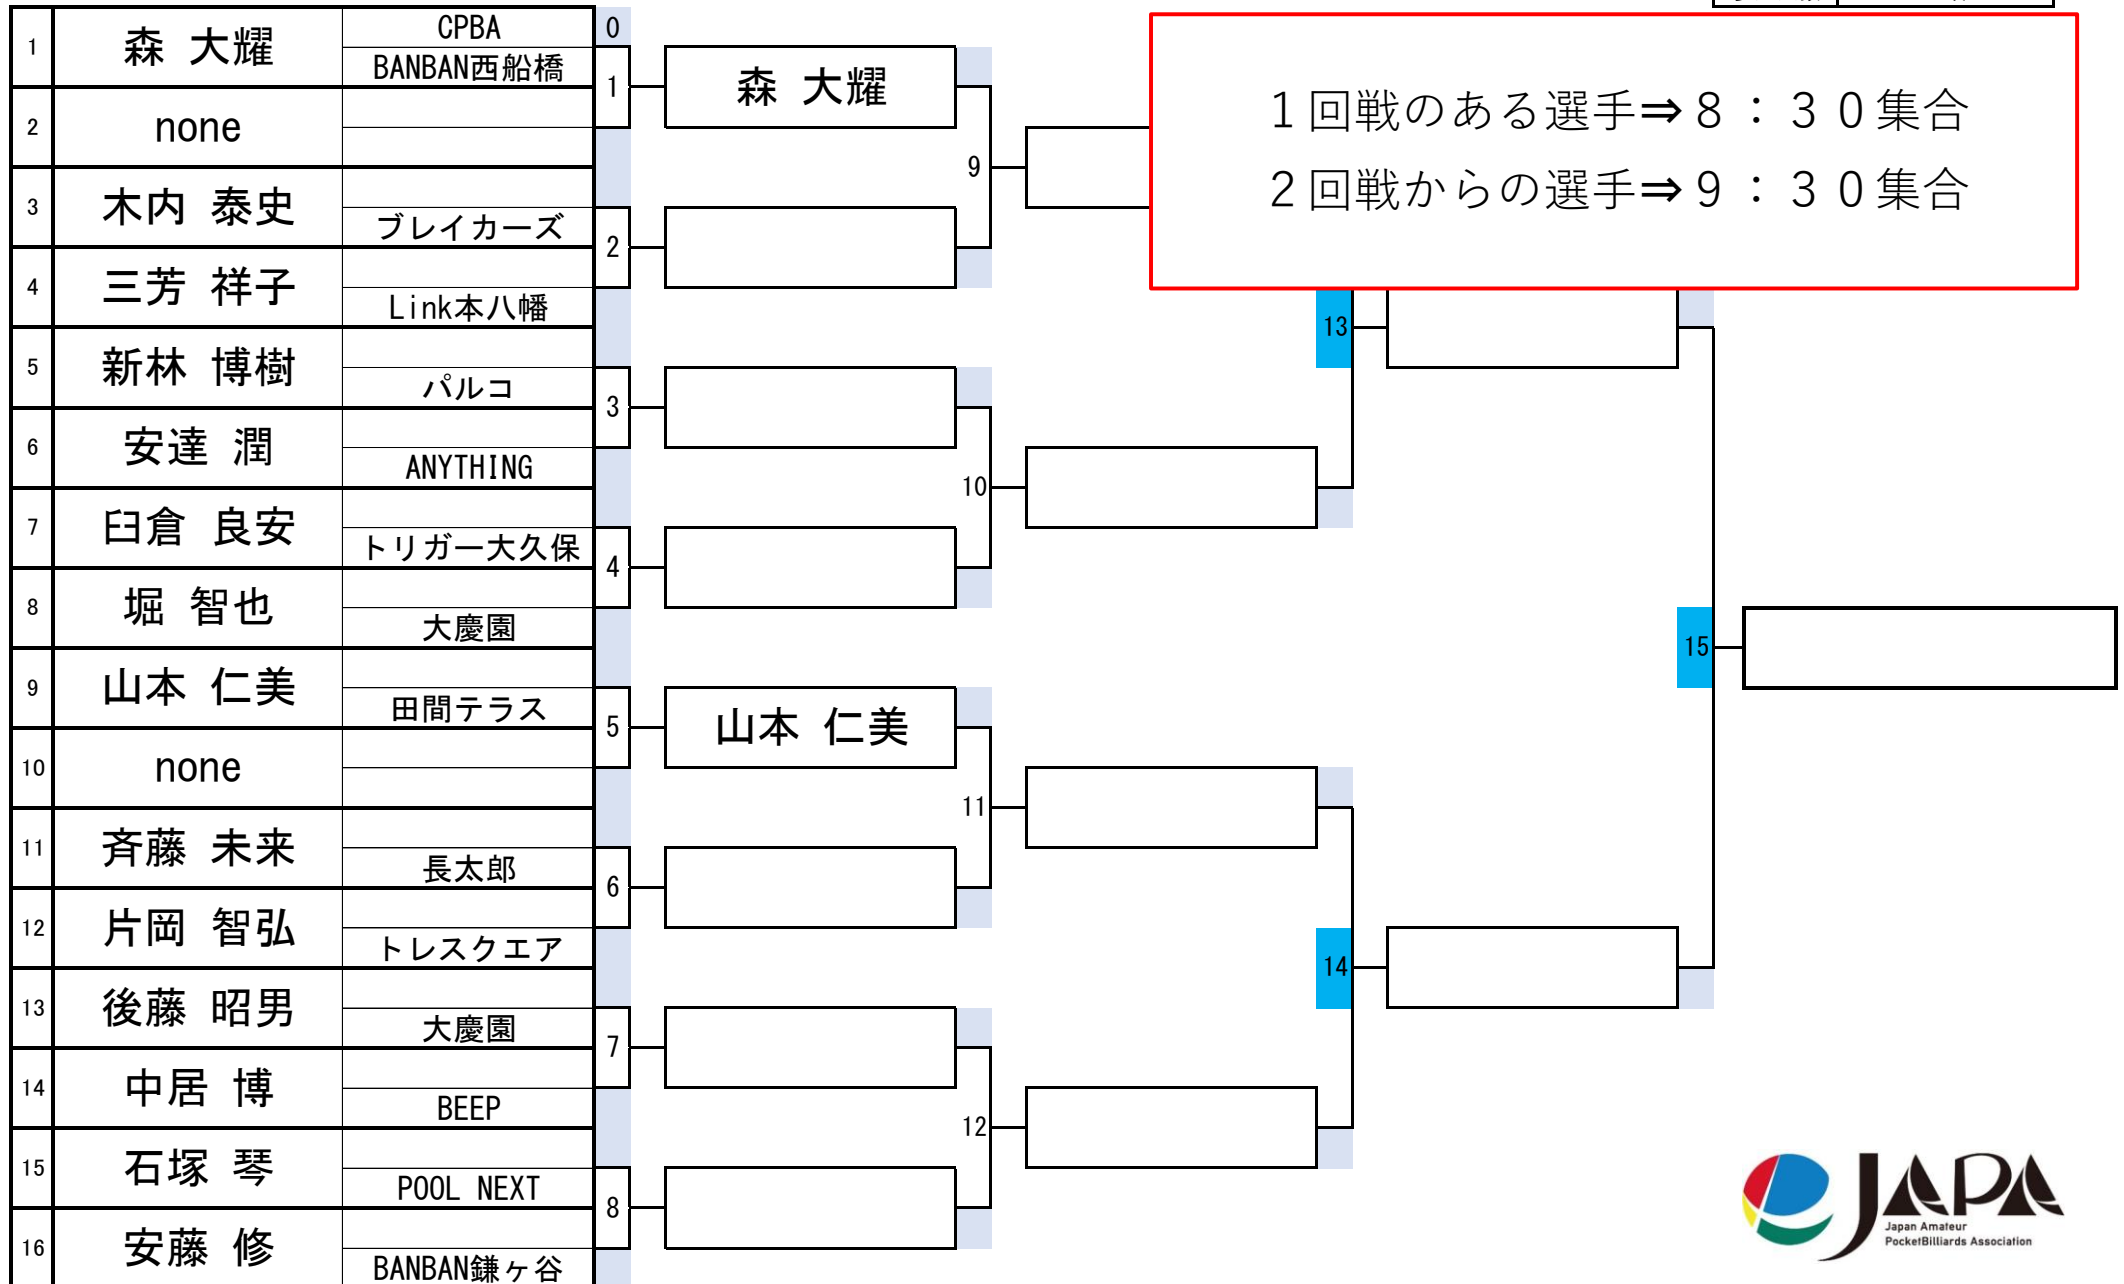 1 森 大耀 CPBA 0
BANBAN西船橋
1 森 大耀
2 none
9
3 木内 泰史
ブレイカーズ
2
4 三芳 祥子
Link本八幡
5 新林 博樹
パルコ
3
6 安達 潤
ANYTHING
10
7 臼倉 良安
トリガー大久保
4
8 堀 智也
大慶園
9 山本 仁美
田間テラス
5 山本 仁美
10 none
11
11 斉藤 未来
長太郎
6
12 片岡 智弘
トレスクエア
13 後藤 昭男
大慶園
7
14 中居 博
BEEP
12
15 石塚 琴
POOL NEXT
8
16 安藤 修
BANBAN鎌ヶ谷
1回戦のある選手⇒8：30集合
2回戦からの選手⇒9：30集合
13
15
14
JAPA
Japan Amateur
PocketBilliards Association